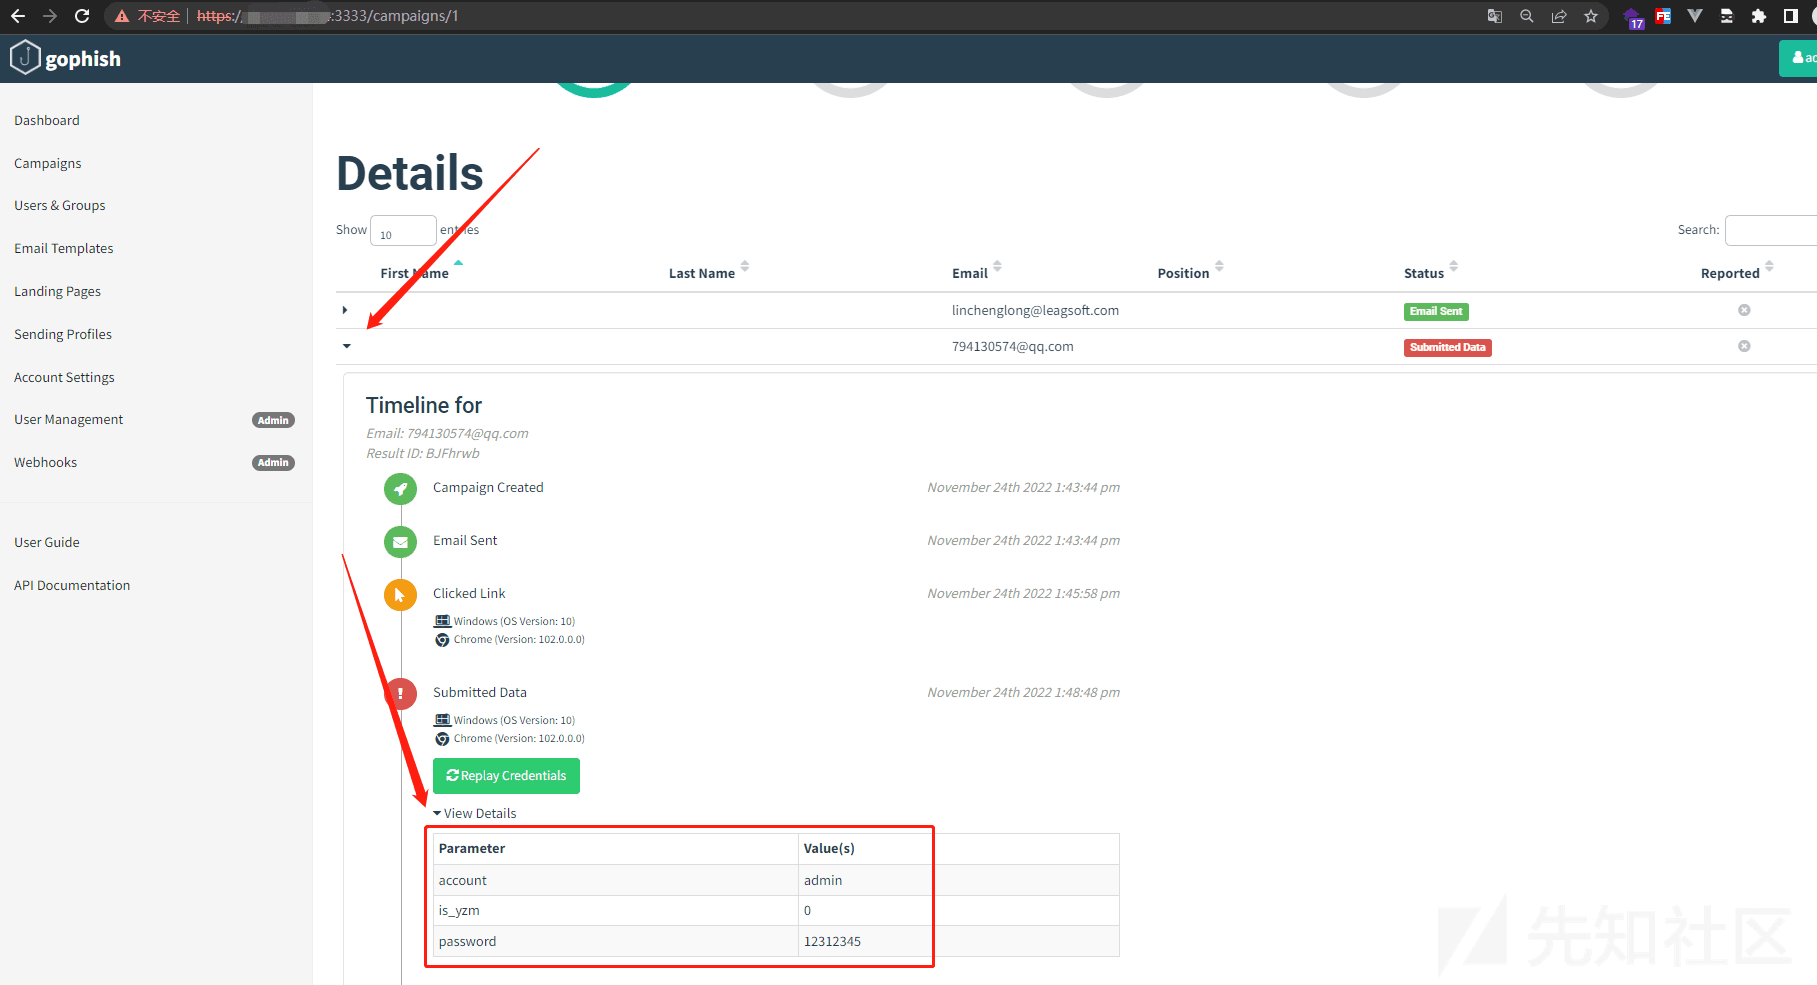 不安全 https:// :3333/campaigns/1
17 FE
gophish
Dashboard
Campaigns
Users & Groups
Email Templates
Landing Pages
Sending Profiles
Account Settings
User Management Admin
Webhooks Admin
User Guide
API Documentation
Details
Show 10 entries
Search:
First Name Last Name Email Position Status Reported
linchenglong@leagsoft.com Email Sent
794130574@qq.com Submitted Data
Timeline for
Email: 794130574@qq.com
Result ID: BJFhrwb
Campaign Created November 24th 2022 1:43:44 pm
Email Sent November 24th 2022 1:43:44 pm
Clicked Link November 24th 2022 1:45:58 pm
Windows (OS Version: 10)
Chrome (Version: 102.0.0.0)
Submitted Data November 24th 2022 1:48:48 pm
Windows (OS Version: 10)
Chrome (Version: 102.0.0.0)
Replay Credentials
View Details
Parameter Value(s)
account admin
is_yzm 0
password 12312345
先知社区